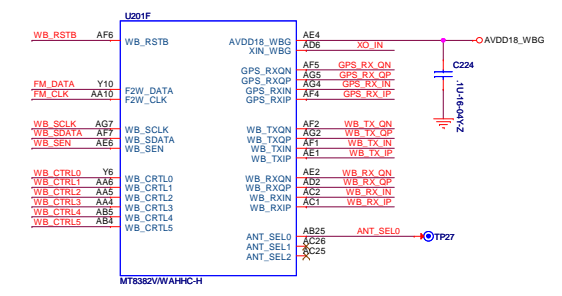 U201F
WB_RSTB AF6 WB_RSTB AVDD18_WBG AE4 AVDD18_WBG
XIN_WBG AD6 XO_IN
C224
.1U-16-04Y-Z
GPS_RXQN AF5 GPS_RX_QN
GPS_RXQP AG5 GPS_RX_QP
FM_DATA Y10 F2W_DATA GPS_RXIN AG4 GPS_RX_IN
FM_CLK AA10 F2W_CLK GPS_RXIP AF4 GPS_RX_IP
WB_SCLK AG7 WB_SCLK WB_TXQN AF2 WB_TX_QN
WB_SDATA AF7 WB_SDATA WB_TXQP AG2 WB_TX_QP
WB_SEN AE6 WB_SEN WB_TXIN AF1 WB_TX_IN
WB_TXIP AE1 WB_TX_IP
WB_CTRL0 Y6 WB_CRTL0 WB_RXQN AE2 WB_RX_QN
WB_CTRL1 AA6 WB_CRTL1 WB_RXQP AD2 WB_RX_QP
WB_CTRL2 AA5 WB_CRTL2 WB_RXIN AC2 WB_RX_IN
WB_CTRL3 AA4 WB_CRTL3 WB_RXIP AC1 WB_RX_IP
WB_CTRL4 AB5 WB_CRTL4
WB_CTRL5 AB4 WB_CRTL5
ANT_SEL0 AB25 ANT_SEL0 TP27
ANT_SEL1 AC26
ANT_SEL2 AC25
MT8382V/WAHHC-H